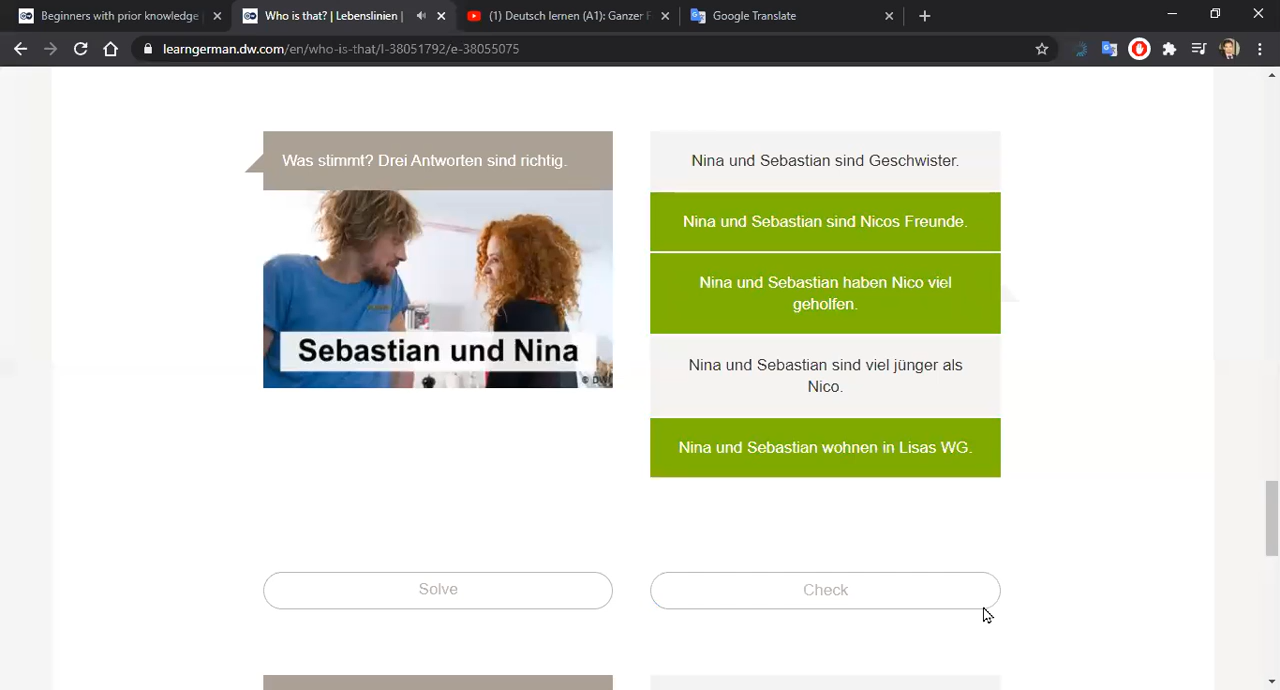 Beginners with prior knowledge
Who is that? | Lebenslinien |
(1) Deutsch lernen (A1): Ganzer F
Google Translate
learngerman.dw.com/en/who-is-that/l-38051792/e-38055075
Was stimmt? Drei Antworten sind richtig.
Sebastian und Nina
© DW
Nina und Sebastian sind Geschwister.
Nina und Sebastian sind Nicos Freunde.
Nina und Sebastian haben Nico viel
geholfen.
Nina und Sebastian sind viel jünger als
Nico.
Nina und Sebastian wohnen in Lisas WG.
Solve
Check